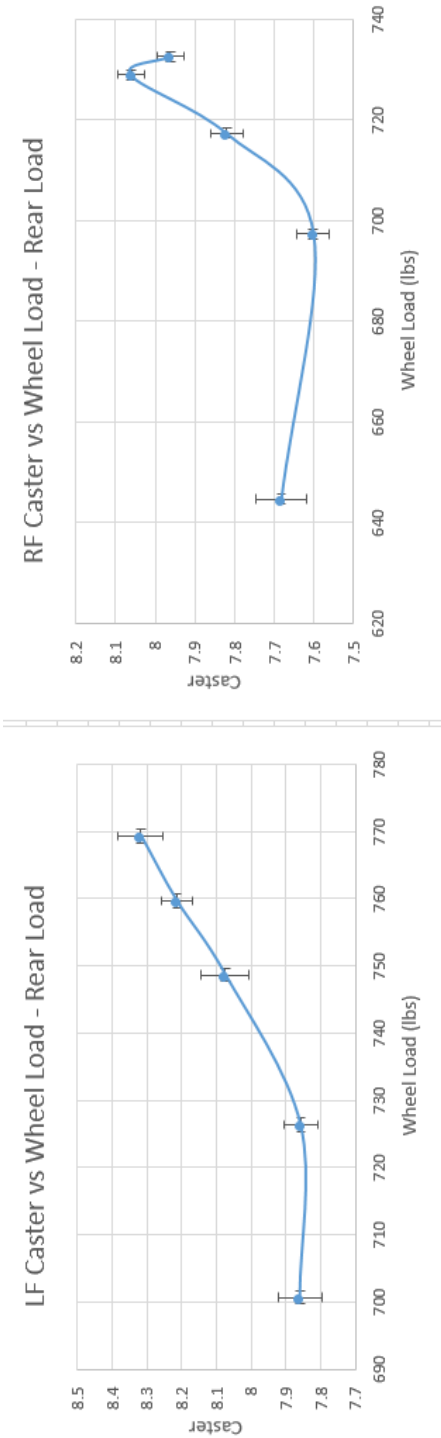 LF Caster vs Wheel Load - Rear Load
Caster
8.5
8.4
8.3
8.2
8.1
8
7.9
7.8
7.7
690 700 710 720 730 740 750 760 770 780
Wheel Load (lbs)
RF Caster vs Wheel Load - Rear Load
Caster
8.2
8.1
8
7.9
7.8
7.7
7.6
7.5
620 640 660 680 700 720 740
Wheel Load (lbs)